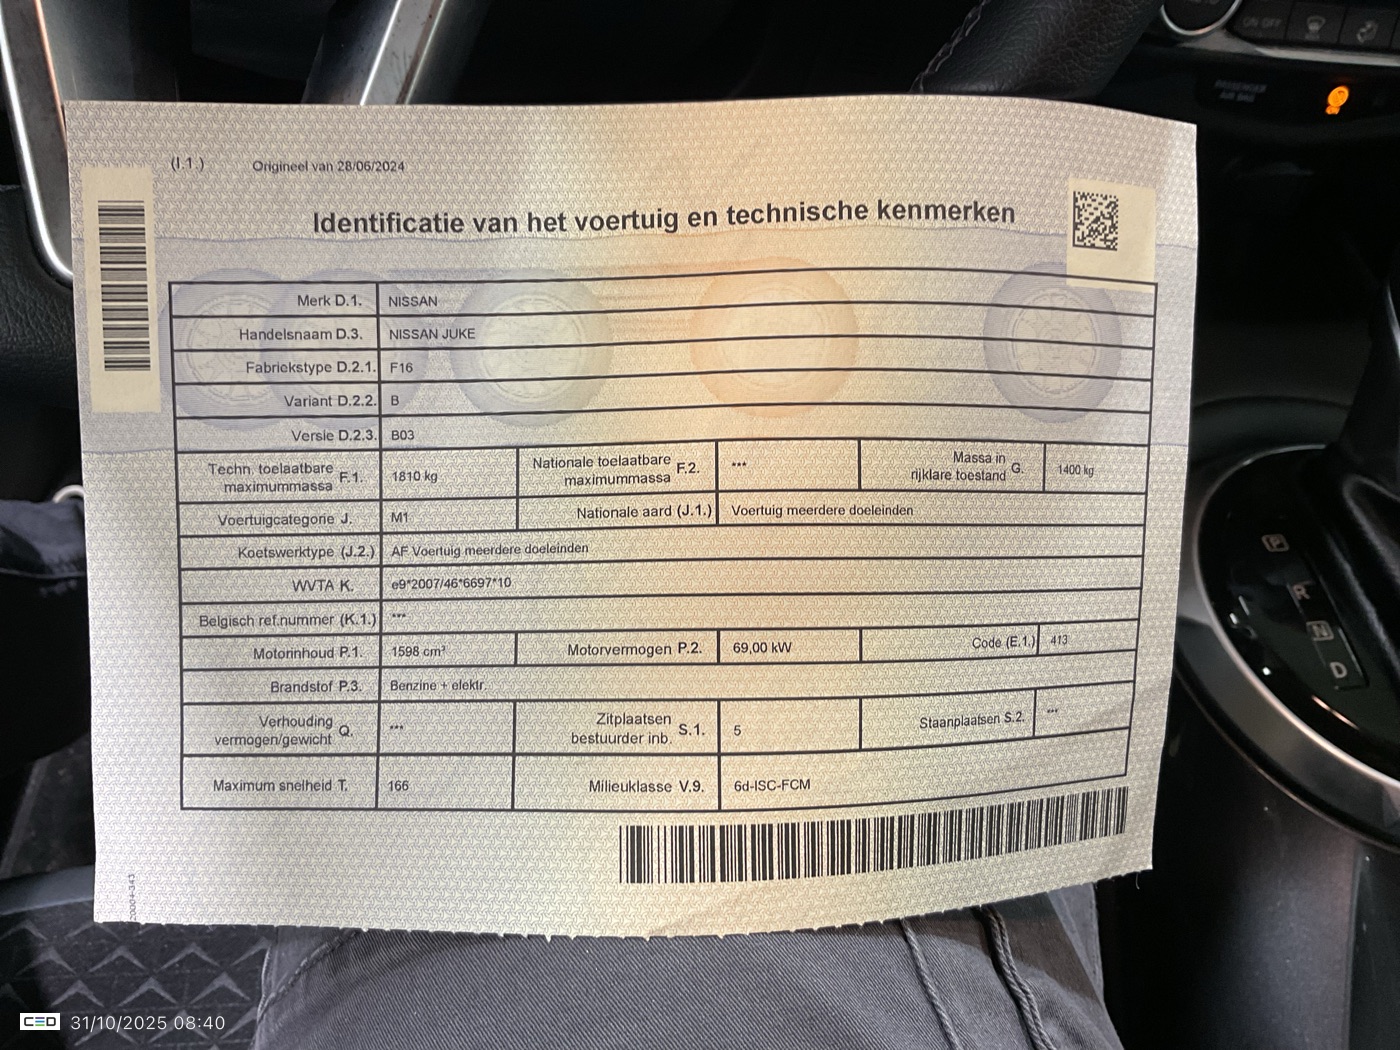 ON OFF
PASSENGER
AIR BAG
(I.1.) Origineel van 28/06/2024
Identificatie van het voertuig en technische kenmerken
Merk D.1. NISSAN
Handelsnaam D.3. NISSAN JUKE
Fabriekstype D.2.1. F16
Variant D.2.2. B
Versie D.2.3. B03
Techn. toelaatbare maximummassa F.1. 1810 kg Nationale toelaatbare maximummassa F.2. *** Massa in rijklare toestand G. 1400 kg
Voertuigcategorie J. M1 Nationale aard (J.1.) Voertuig meerdere doeleinden
Koetswerktype (J.2.) AF Voertuig meerdere doeleinden
WVTA K. e9*2007/46*6697*10
Belgisch ref.nummer (K.1.) ***
Motorinhoud P.1. 1598 cm³ Motorvermogen P.2. 69,00 kW Code (E.1.) 413
Brandstof P.3. Benzine + elektr.
Verhouding vermogen/gewicht Q. *** Zitplaatsen bestuurder inb. S.1. 5 Staanplaatsen S.2. ***
Maximum snelheid T. 166 Milieuklasse V.9. 6d-ISC-FCM
P
R
N
D
CED 31/10/2025 08:40